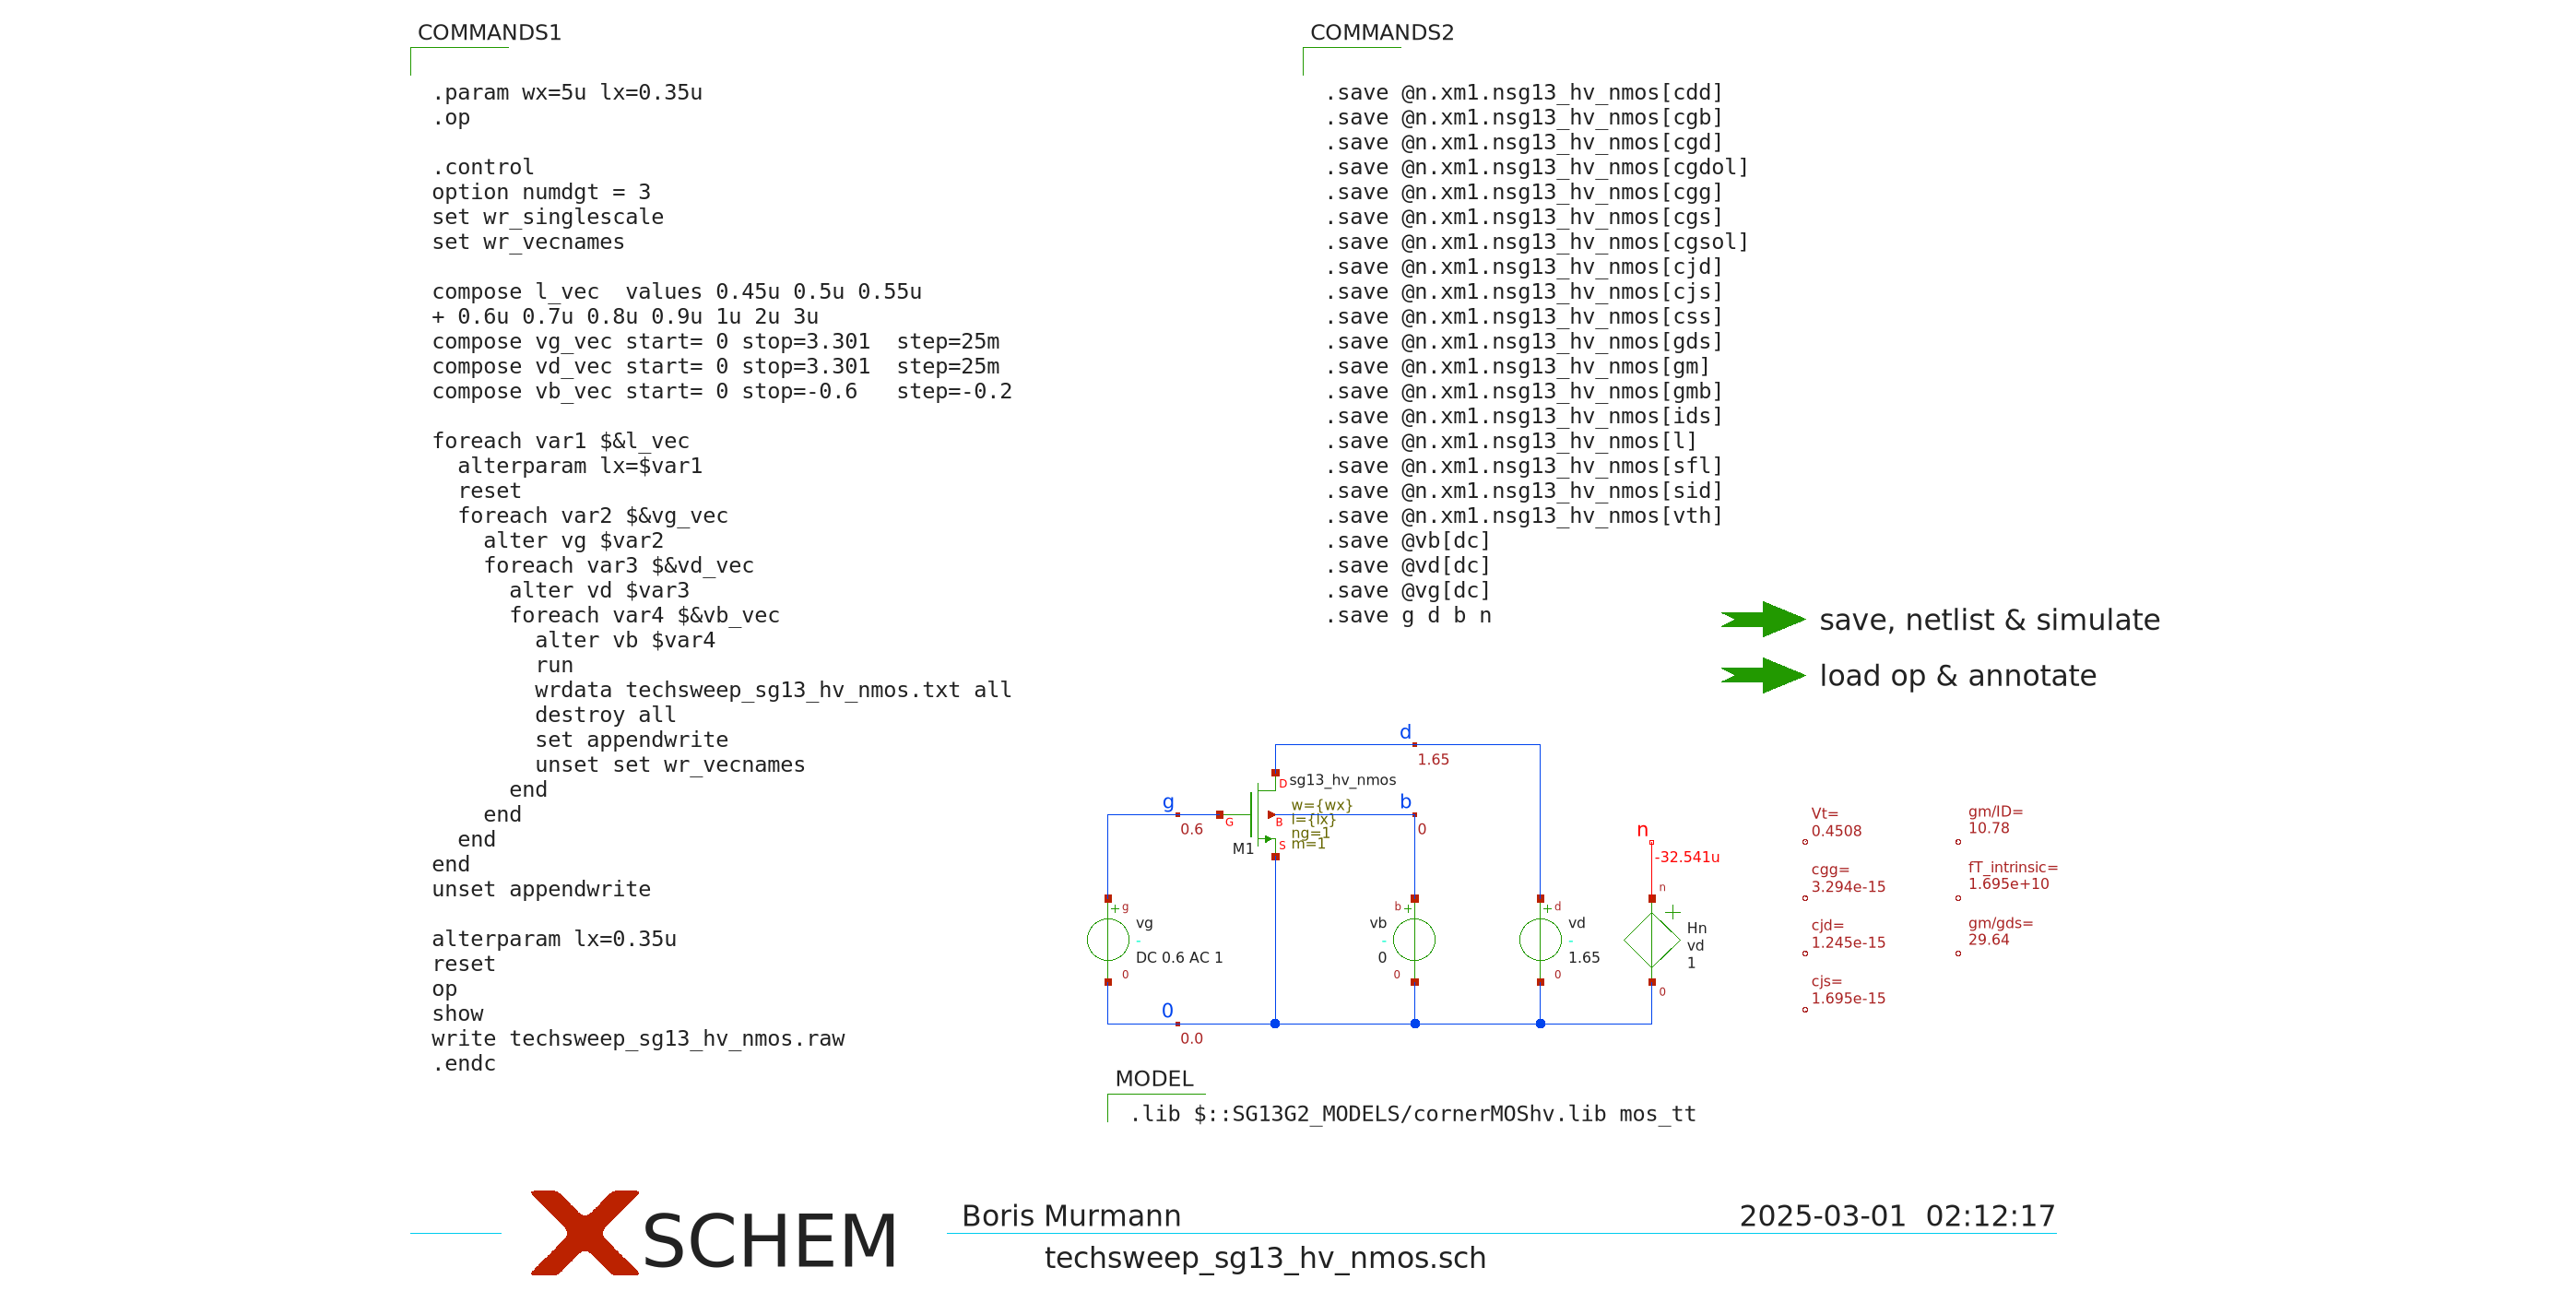 COMMANDS1
.param wx=5u lx=0.35u
.op
.control
option numdgt = 3
set wr_singlescale
set wr_vecnames
compose l_vec  values 0.45u 0.5u 0.55u
+ 0.6u 0.7u 0.8u 0.9u 1u 2u 3u
compose vg_vec start= 0 stop=3.301  step=25m
compose vd_vec start= 0 stop=3.301  step=25m
compose vb_vec start= 0 stop=-0.6   step=-0.2
foreach var1 $&l_vec
  alterparam lx=$var1
  reset
  foreach var2 $&vg_vec
    alter vg $var2
    foreach var3 $&vd_vec
      alter vd $var3
      foreach var4 $&vb_vec
        alter vb $var4
        run
        wrdata techsweep_sg13_hv_nmos.txt all
        destroy all
        set appendwrite
        unset set wr_vecnames
      end
    end
  end
end
unset appendwrite
alterparam lx=0.35u
reset
op
show
write techsweep_sg13_hv_nmos.raw
.endc
COMMANDS2
.save @n.xm1.nsg13_hv_nmos[cdd]
.save @n.xm1.nsg13_hv_nmos[cgb]
.save @n.xm1.nsg13_hv_nmos[cgd]
.save @n.xm1.nsg13_hv_nmos[cgdol]
.save @n.xm1.nsg13_hv_nmos[cgg]
.save @n.xm1.nsg13_hv_nmos[cgs]
.save @n.xm1.nsg13_hv_nmos[cgsol]
.save @n.xm1.nsg13_hv_nmos[cjd]
.save @n.xm1.nsg13_hv_nmos[cjs]
.save @n.xm1.nsg13_hv_nmos[css]
.save @n.xm1.nsg13_hv_nmos[gds]
.save @n.xm1.nsg13_hv_nmos[gm]
.save @n.xm1.nsg13_hv_nmos[gmb]
.save @n.xm1.nsg13_hv_nmos[ids]
.save @n.xm1.nsg13_hv_nmos[l]
.save @n.xm1.nsg13_hv_nmos[sfl]
.save @n.xm1.nsg13_hv_nmos[sid]
.save @n.xm1.nsg13_hv_nmos[vth]
.save @vb[dc]
.save @vd[dc]
.save @vg[dc]
.save g d b n
save, netlist & simulate
load op & annotate
d
1.65
D
sg13_hv_nmos
g
0.6
G
B
w={wx}
l={lx}
ng=1
m=1
S
M1
b
0
n
-32.541u
n
g
vg
-
DC 0.6 AC 1
0
b
vb
-
0
0
d
vd
-
1.65
0
Hn
vd
1
0
0
0.0
Vt=
0.4508
cgg=
3.294e-15
cjd=
1.245e-15
cjs=
1.695e-15
gm/ID=
10.78
fT_intrinsic=
1.695e+10
gm/gds=
29.64
MODEL
.lib $::SG13G2_MODELS/cornerMOShv.lib mos_tt
XSCHEM
Boris Murmann
2025-03-01  02:12:17
techsweep_sg13_hv_nmos.sch